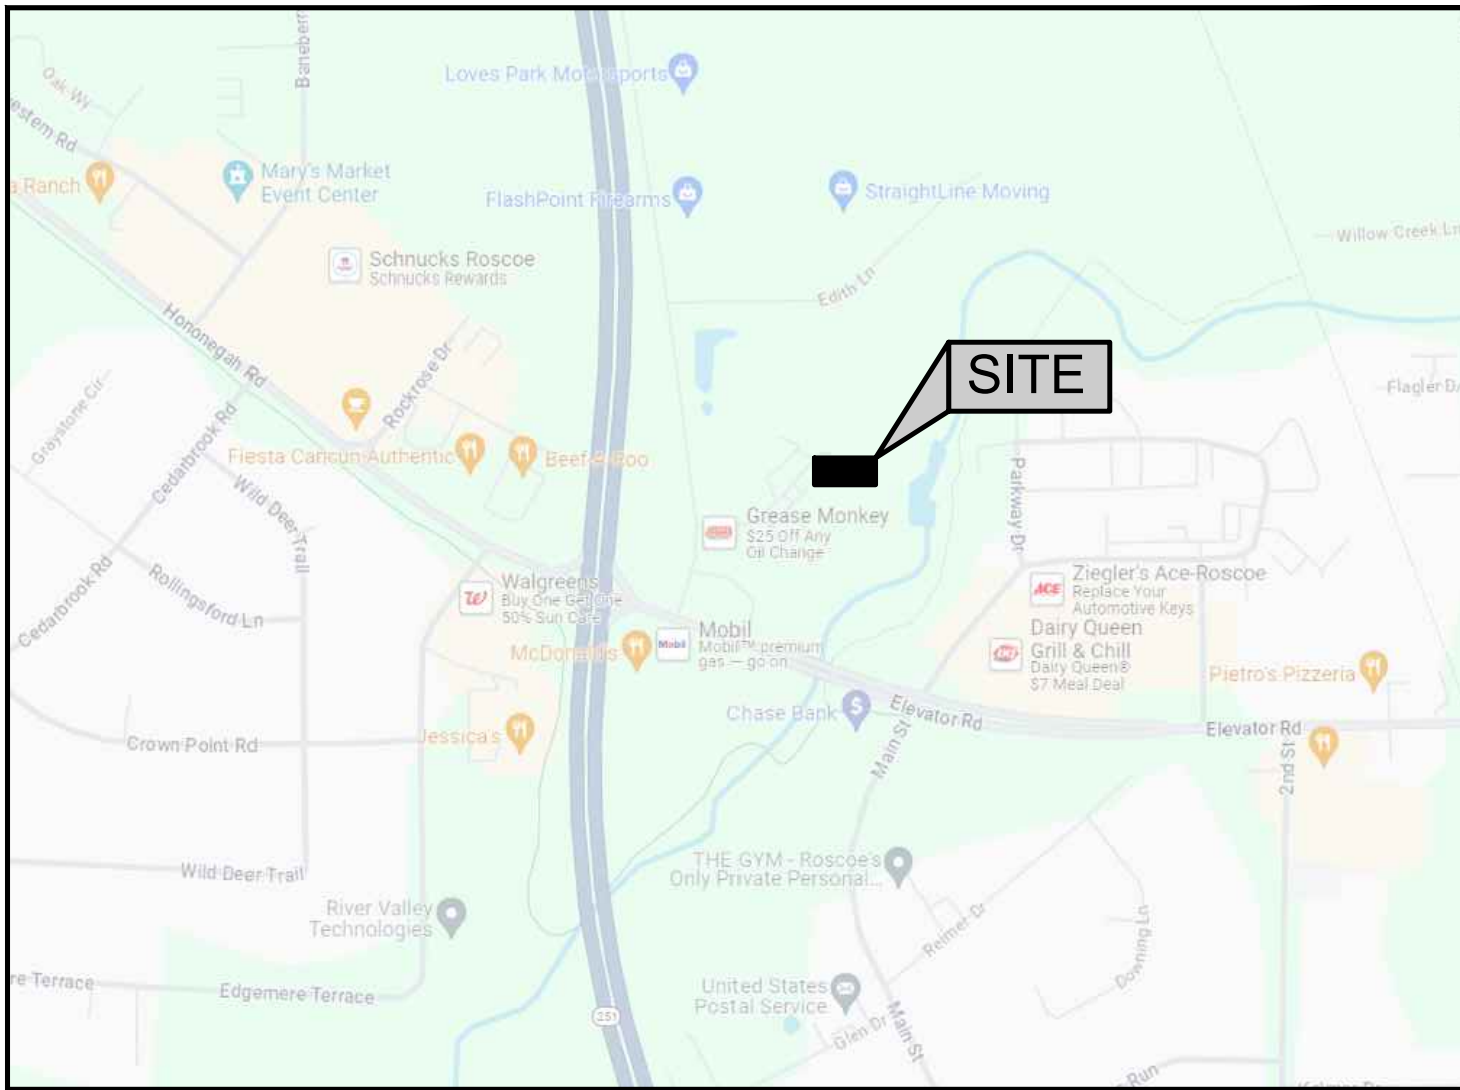 Baneberr
Oak Wy
estern Rd
Loves Park Motorsports
a Ranch
Mary's Market
Event Center
FlashPoint Firearms
StraightLine Moving
Willow Creek Ln
Schnucks Roscoe
Schnucks Rewards
Edith Ln
Hononegah Rd
Rockrose Dr
SITE
Flagler D
Graystone Cir
Cedarbrook Rd
Fiesta Cancun Authentic
Beef-a-Roo
Wild Deer Trail
Parkway Dr
Grease Monkey
$25 Off Any
Oil Change
Cedarbrook Rd
Rollingsford Ln
Walgreens
Buy One Get One
50% Sun Care
Ziegler's Ace-Roscoe
Replace Your
Automotive Keys
ACE
Dairy Queen
Grill & Chill
Dairy Queen®
$7 Meal Deal
DQ
McDonalds
Mobil
Mobil
Mobil™ premium
gas — go on
Pietro's Pizzeria
Chase Bank
Elevator Rd
Elevator Rd
Crown Point Rd
Jessica's
Main St
2nd St
Wild Deer Trail
THE GYM - Roscoe's
Only Private Personal...
River Valley
Technologies
Reimer Dr
Downing Ln
re Terrace
Edgemere Terrace
United States
Postal Service
251
Glen Dr
Main St
Run